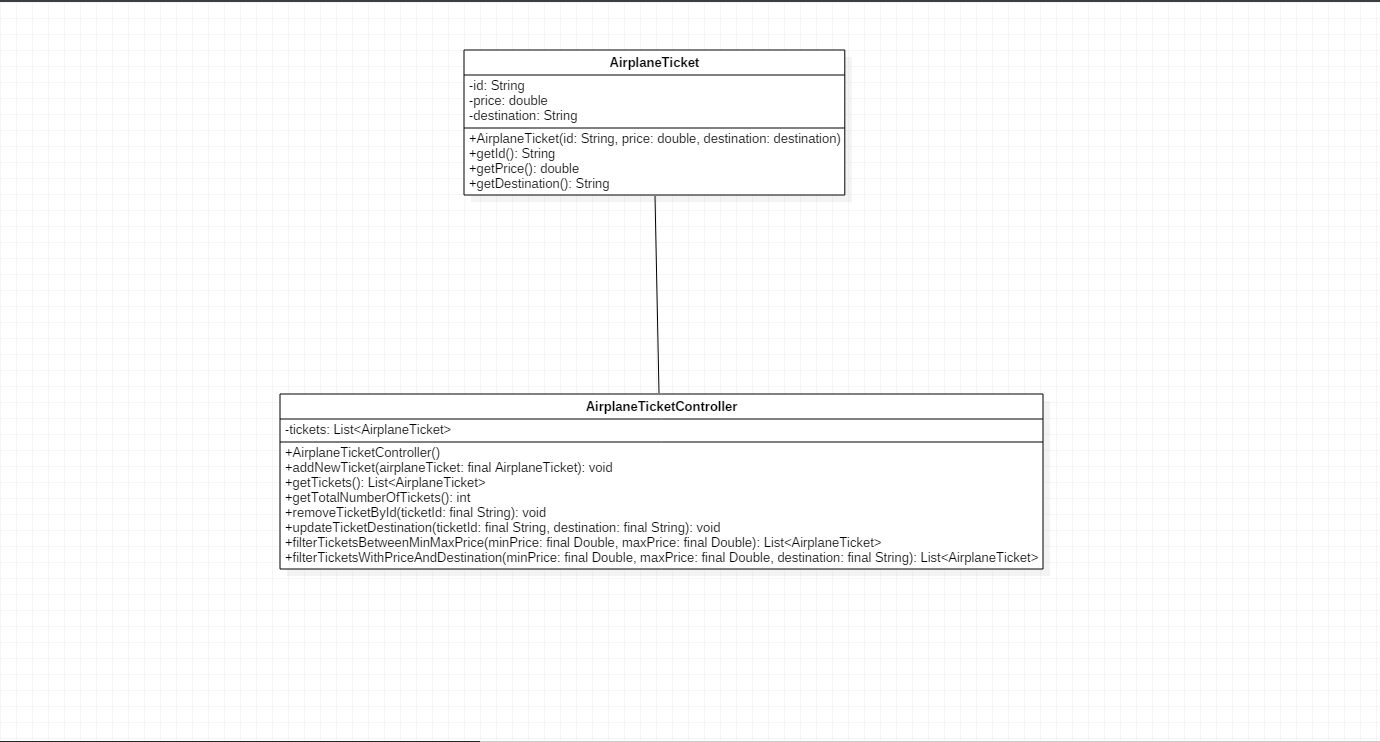 AirplaneTicket
-id: String
-price: double
-destination: String
+AirplaneTicket(id: String, price: double, destination: destination)
+getId(): String
+getPrice(): double
+getDestination(): String
AirplaneTicketController
-tickets: List<AirplaneTicket>
+AirplaneTicketController()
+addNewTicket(airplaneTicket: final AirplaneTicket): void
+getTickets(): List<AirplaneTicket>
+getTotalNumberOfTickets(): int
+removeTicketById(ticketId: final String): void
+updateTicketDestination(ticketId: final String, destination: final String): void
+filterTicketsBetweenMinMaxPrice(minPrice: final Double, maxPrice: final Double): List<AirplaneTicket>
+filterTicketsWithPriceAndDestination(minPrice: final Double, maxPrice: final Double, destination: final String): List<AirplaneTicket>